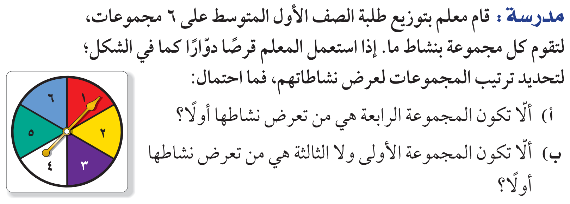 مدرسة : قام معلم بتوزيع طلبة الصف الأول المتوسط على ٦ مجموعات،
لتقوم كل مجموعة بنشاط ما. إذا استعمل المعلم قرصًا دوّارًا كما في الشكل؛
لتحديد ترتيب المجموعات لعرض نشاطاتهم، فما احتمال:
أ) ألّا تكون المجموعة الرابعة هي من تعرض نشاطها أولًا؟
ب) ألّا تكون المجموعة الأولى ولا الثالثة هي من تعرض نشاطها
أولًا؟
٦ ١
٥ ٢
٤ ٣